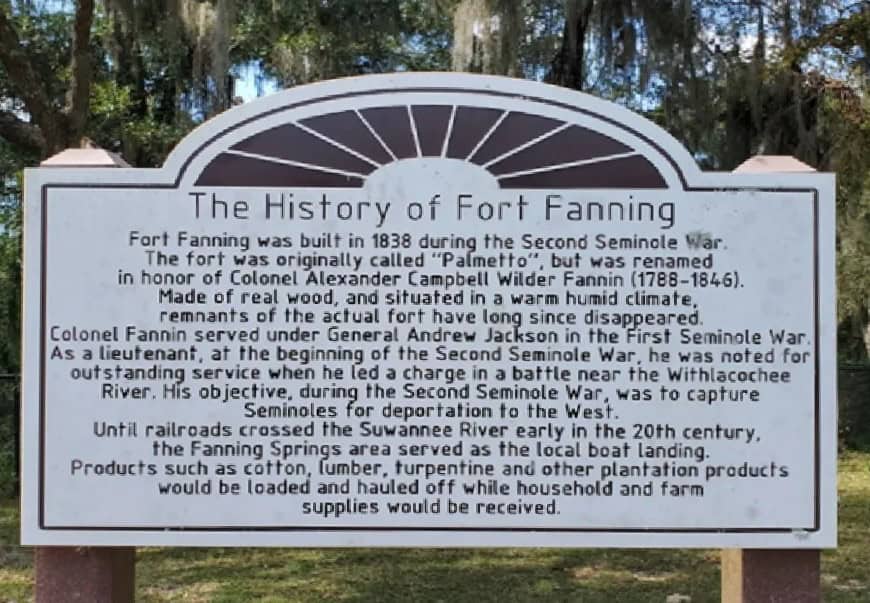 The History of Fort Fanning
Fort Fanning was built in 1838 during the Second Seminole War.
The fort was originally called "Palmetto", but was renamed
in honor of Colonel Alexander Campbell Wilder Fannin (1788-1846).
Made of real wood, and situated in a warm humid climate,
remnants of the actual fort have long since disappeared.
Colonel Fannin served under General Andrew Jackson in the First Seminole War.
As a lieutenant, at the beginning of the Second Seminole War, he was noted for
outstanding service when he led a charge in a battle near the Withlacochee
River. His objective, during the Second Seminole War, was to capture
Seminoles for deportation to the West.
Until railroads crossed the Suwannee River early in the 20th century,
the Fanning Springs area served as the local boat landing.
Products such as cotton, lumber, turpentine and other plantation products
would be loaded and hauled off while household and farm
supplies would be received.